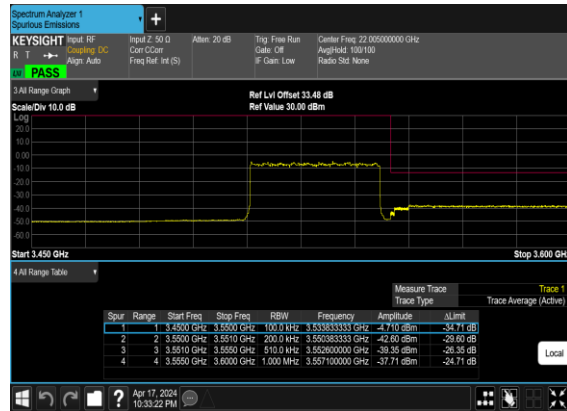 Spectrum Analyzer 1
Spurious Emissions
KEYSIGHT Input: RF Input Z: 50 Ω Atten: 20 dB Trig: Free Run Center Freq: 22.005000000 GHz
R T Coupling: DC Corr CCorr Gate: Off Avg|Hold: 100/100
Align: Auto Freq Ref: Int (S) IF Gain: Low Radio Std: None
PASS
3 All Range Graph
Ref Lvl Offset 33.48 dB
Scale/Div 10.0 dB Ref Value 30.00 dBm
Log
20.0
10.0
0.00
-10.0
-20.0
-30.0
-40.0
-50.0
-60.0
Start 3.450 GHz Stop 3.600 GHz
4 All Range Table
Measure Trace Trace 1
Trace Type Trace Average (Active)
Spur Range Start Freq Stop Freq RBW Frequency Amplitude ΔLimit
1 1 3.4500 GHz 3.5500 GHz 100.0 kHz 3.533833333 GHz -4.710 dBm -34.71 dB
2 2 3.5500 GHz 3.5510 GHz 200.0 kHz 3.550383333 GHz -42.60 dBm -29.60 dB
3 3 3.5510 GHz 3.5550 GHz 510.0 kHz 3.552600000 GHz -39.35 dBm -26.35 dB
4 4 3.5550 GHz 3.6000 GHz 1.000 MHz 3.557100000 GHz -37.71 dBm -24.71 dB
Local
Apr 17, 2024
10:33:22 PM